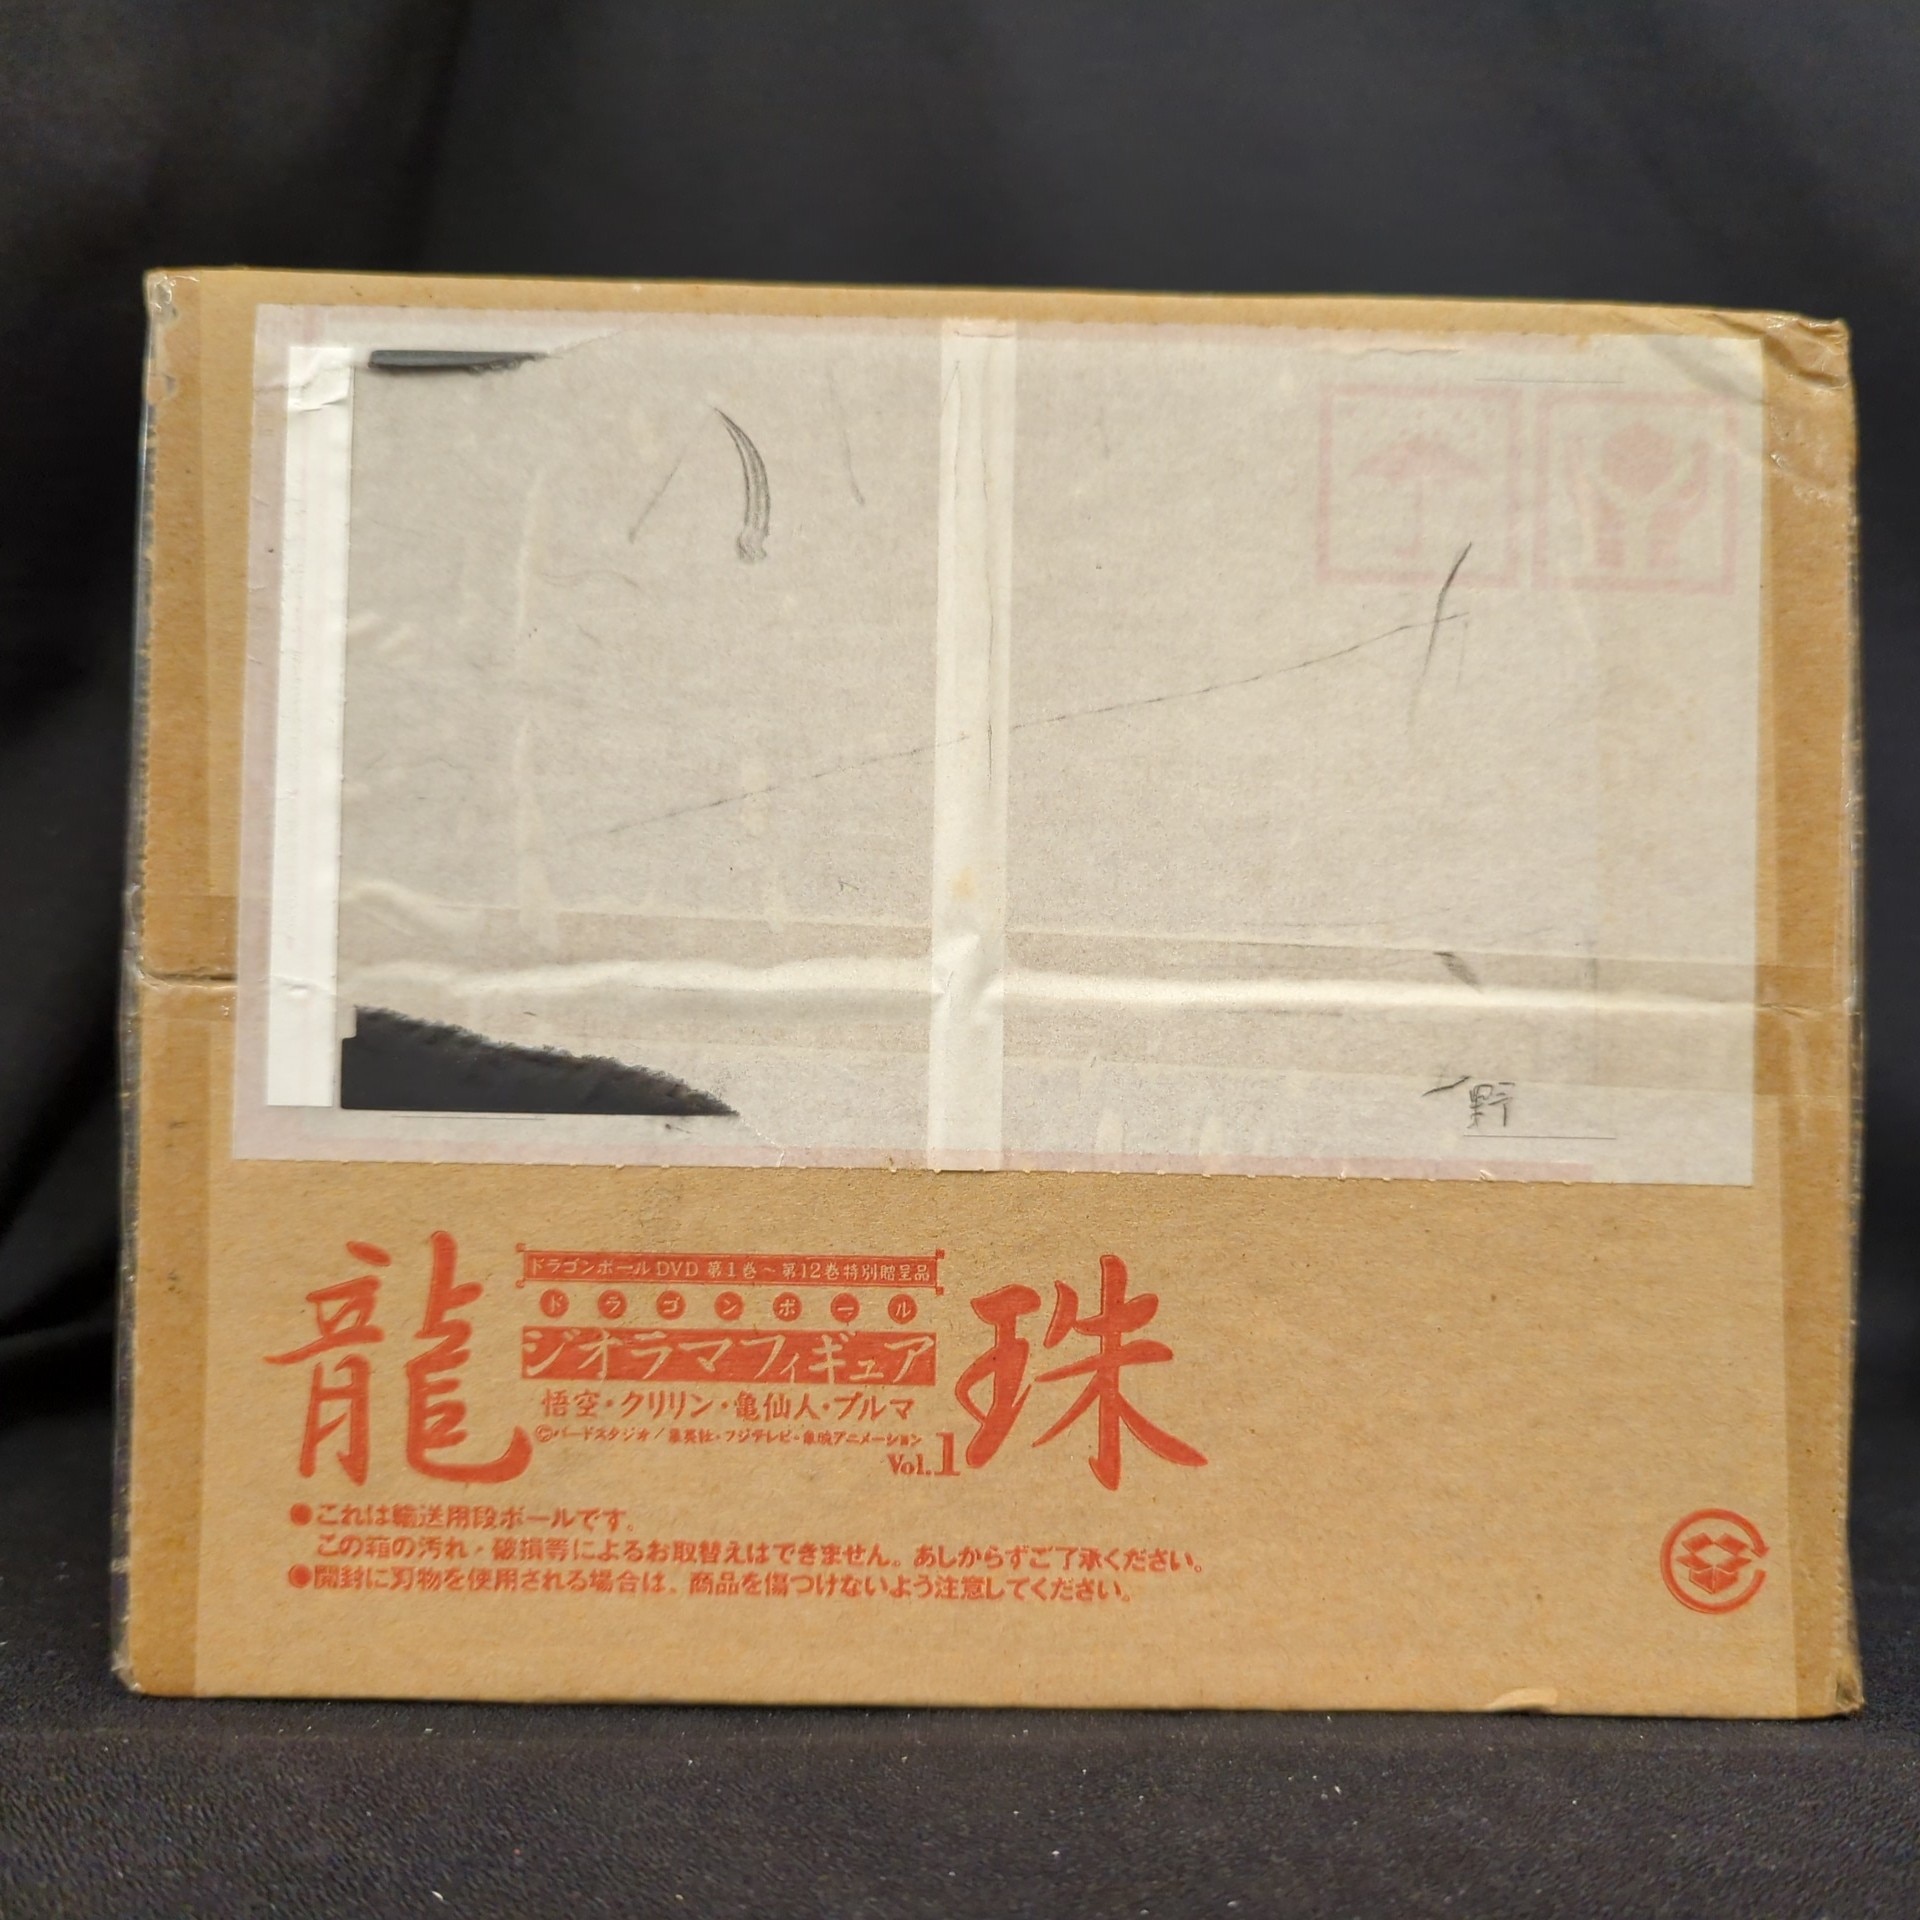 野
龍珠
ドラゴンボールDVD 第1巻～第12巻特別贈呈品
ドラゴンボール
ジオラマフィギュア
悟空・クリリン・亀仙人・ブルマ
©バードスタジオ／集英社・フジテレビ・東映アニメーション
Vol.1
●これは輸送用段ボールです。
この箱の汚れ・破損等によるお取替えはできません。あしからずご了承ください。
●開封に刃物を使用される場合は、商品を傷つけないよう注意してください。